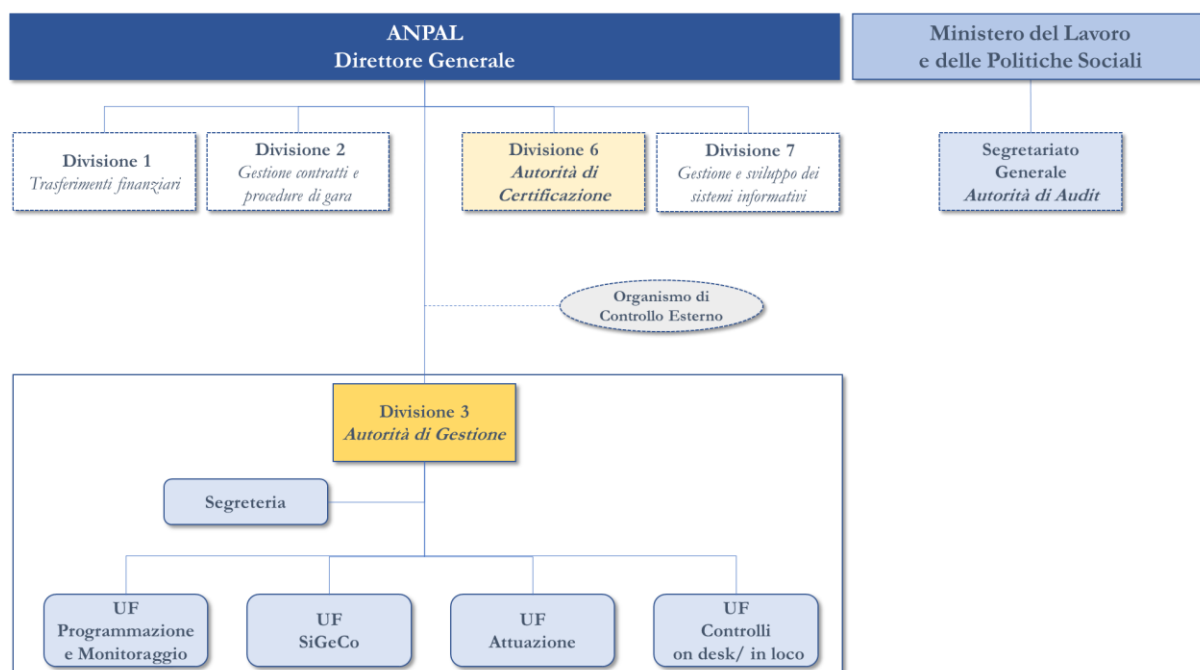 ANPAL
Direttore Generale
Ministero del Lavoro
e delle Politiche Sociali
Divisione 1
Trasferimenti finanziari
Divisione 2
Gestione contratti e
procedure di gara
Divisione 6
Autorità di
Certificazione
Divisione 7
Gestione e sviluppo dei
sistemi informativi
Segretariato
Generale
Autorità di Audit
Organismo di
Controllo Esterno
Divisione 3
Autorità di Gestione
Segreteria
UF
Programmazione
e Monitoraggio
UF
SiGeCo
UF
Attuazione
UF
Controlli
on desk/ in loco